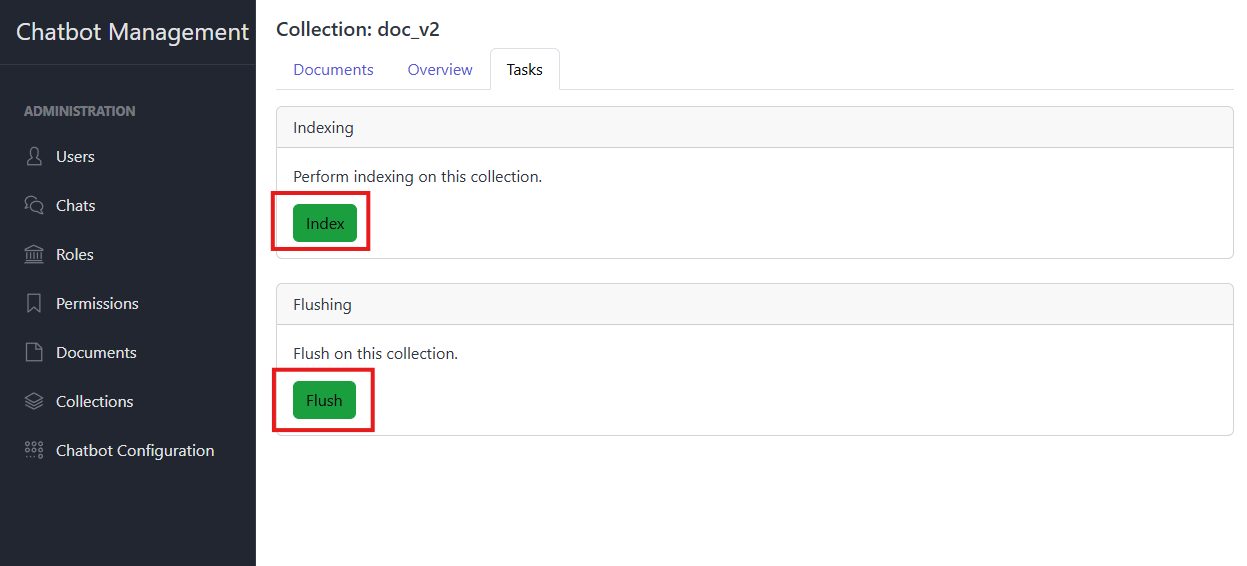 Chatbot Management
ADMINISTRATION
Users
Chats
Roles
Permissions
Documents
Collections
Chatbot Configuration
Collection: doc_v2
Documents Overview Tasks
Indexing
Perform indexing on this collection.
Index
Flushing
Flush on this collection.
Flush